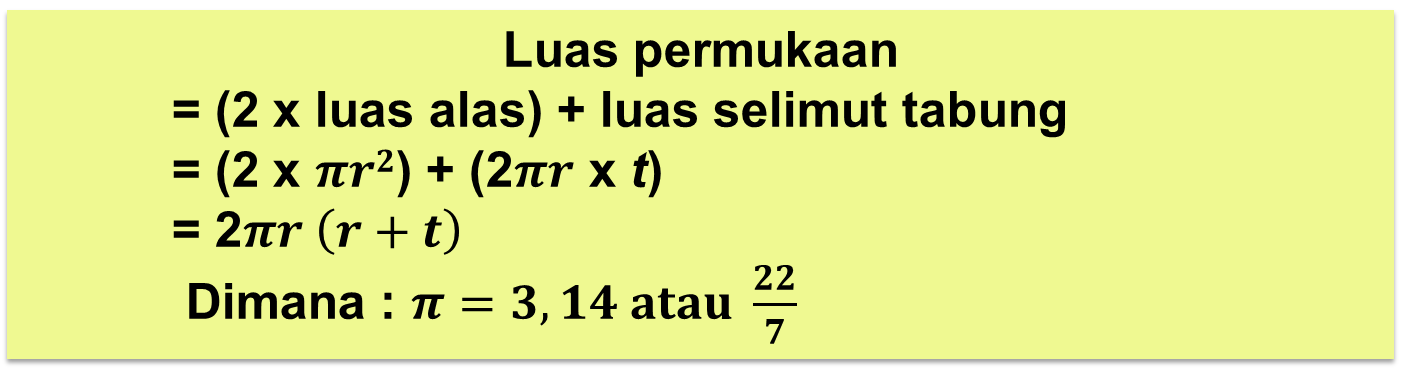 Luas permukaan
= (2 x luas alas) + luas selimut tabung
= (2 x πr²) + (2πr x t)
= 2πr (r + t)
Dimana : π = 3,14 atau 22/7